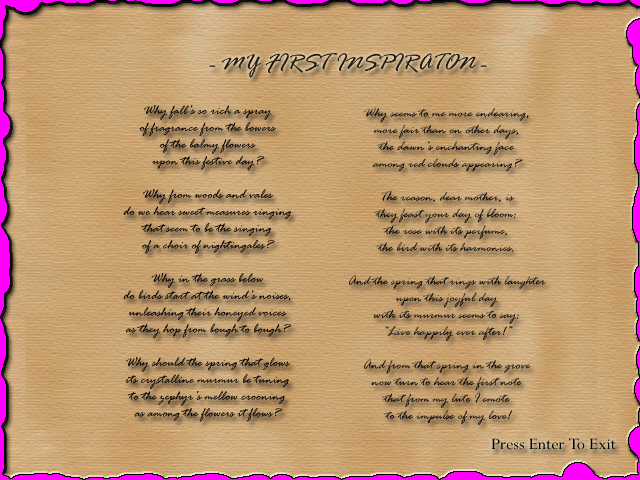 - MY FIRST INSPIRATON -
Why fall's so rich a spray
of fragrance from the bowers
of the balmy flowers
upon this festive day?
Why from woods and vales
do we hear sweet measures ringing
that seem to be the singing
of a choir of nightingales?
Why in the grass below
do birds start at the wind's noises,
unleashing their honeyed voices
as they hop from bough to bough?
Why should the spring that glows
its crystalline murmur be tuning
to the zephyr's mellow crooning
as among the flowers it flows?
Why seems to me more endearing,
more fair than on other days,
the dawn's enchanting face
among red clouds appearing?
The reason, dear mother, is
they feast your day of bloom:
the rose with its perfume,
the bird with its harmonies.
And the spring that rings with laughter
upon this joyful day
with its murmur seems to say:
"Live happily ever after!"
And from that spring in the grove
now turn to hear the first note
that from my lute I emote
to the impulse of my love!
Press Enter To Exit